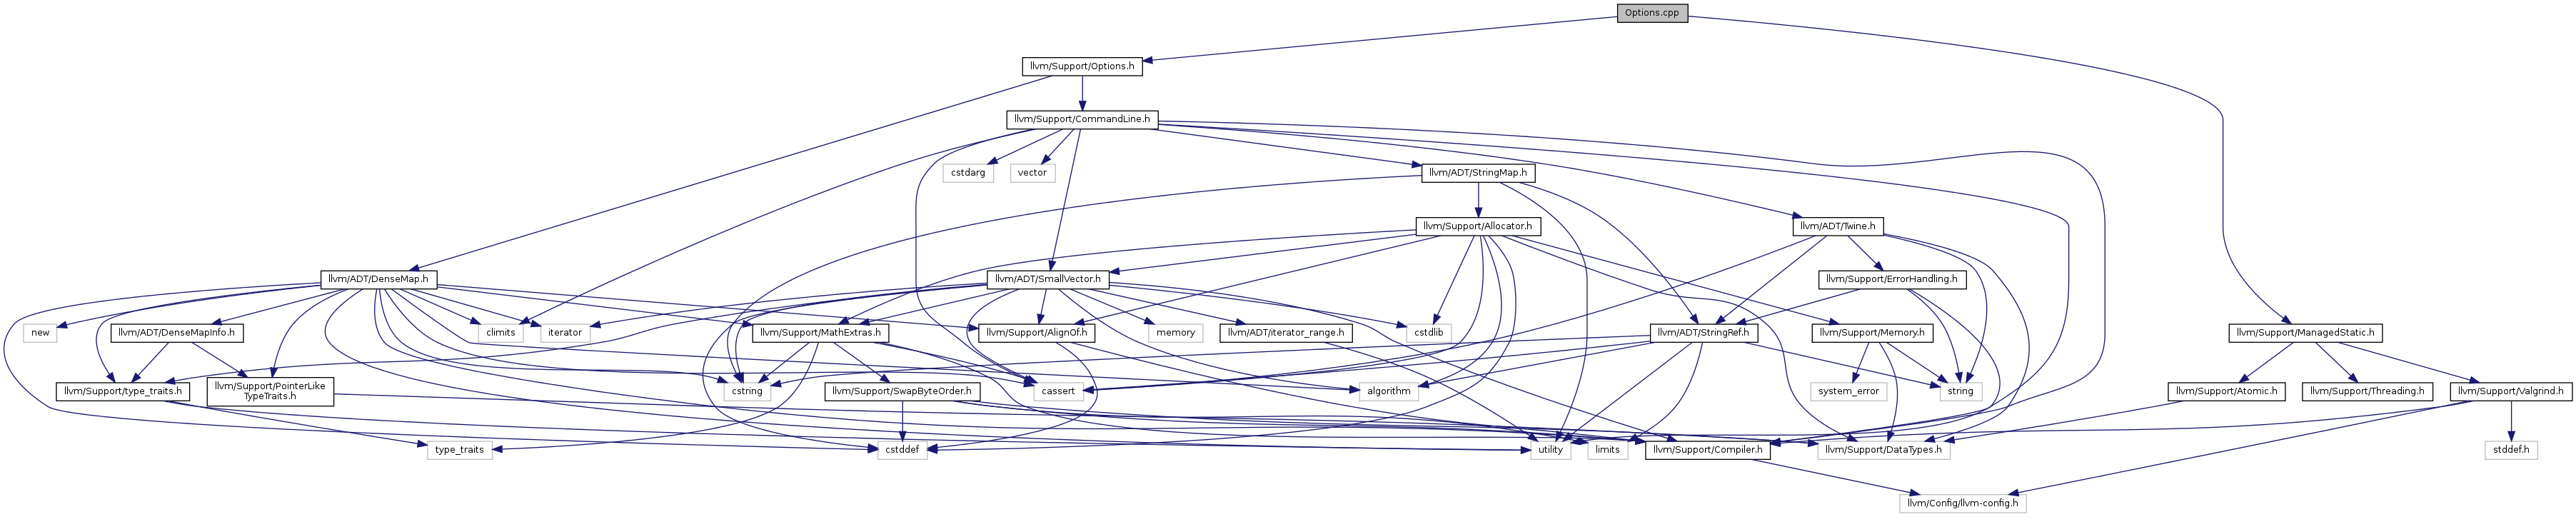 Options.cpp
llvm/Support/Options.h
llvm/Support/CommandLine.h
cstdarg
vector
llvm/ADT/StringMap.h
llvm/Support/Allocator.h
llvm/ADT/Twine.h
llvm/ADT/DenseMap.h
llvm/ADT/SmallVector.h
llvm/Support/ErrorHandling.h
new
llvm/ADT/DenseMapInfo.h
climits
iterator
llvm/Support/MathExtras.h
llvm/Support/AlignOf.h
memory
llvm/ADT/iterator_range.h
cstdlib
llvm/ADT/StringRef.h
llvm/Support/Memory.h
llvm/Support/ManagedStatic.h
llvm/Support/type_traits.h
llvm/Support/PointerLike
TypeTraits.h
cstring
llvm/Support/SwapByteOrder.h
cassert
algorithm
system_error
string
llvm/Support/Atomic.h
llvm/Support/Threading.h
llvm/Support/Valgrind.h
type_traits
cstddef
utility
limits
llvm/Support/Compiler.h
llvm/Support/DataTypes.h
stddef.h
llvm/Config/llvm-config.h